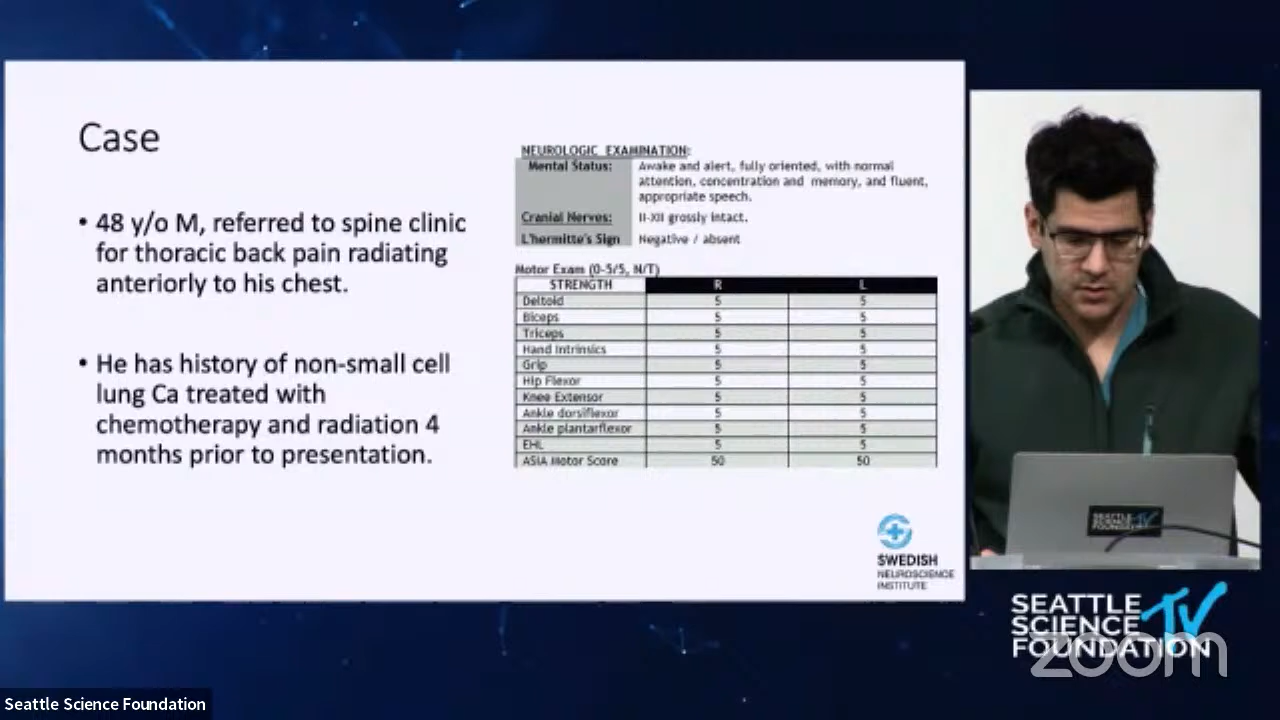 Case
• 48 y/o M, referred to spine clinic
for thoracic back pain radiating
anteriorly to his chest.
• He has history of non-small cell
lung Ca treated with
chemotherapy and radiation 4
months prior to presentation.
NEUROLOGIC EXAMINATION:
Mental Status: Awake and alert, fully oriented, with normal
attention, concentration and memory, and fluent,
appropriate speech.
Cranial Nerves: II-XII grossly intact.
L'hermitte's Sign Negative / absent
Motor Exam (0-5/5, N/T)
STRENGTH R L
Deltoid 5 5
Biceps 5 5
Triceps 5 5
Hand Intrinsics 5 5
Grip 5 5
Hip Flexor 5 5
Knee Extensor 5 5
Ankle dorsiflexor 5 5
Ankle plantarflexor 5 5
EHL 5 5
ASIA Motor Score 50 50
SWEDISH
NEUROSCIENCE
INSTITUTE
SEATTLE
SCIENCE
FOUNDATION
TV
SEATTLE
SCIENCE
FOUNDATION
TV
zoom
Seattle Science Foundation